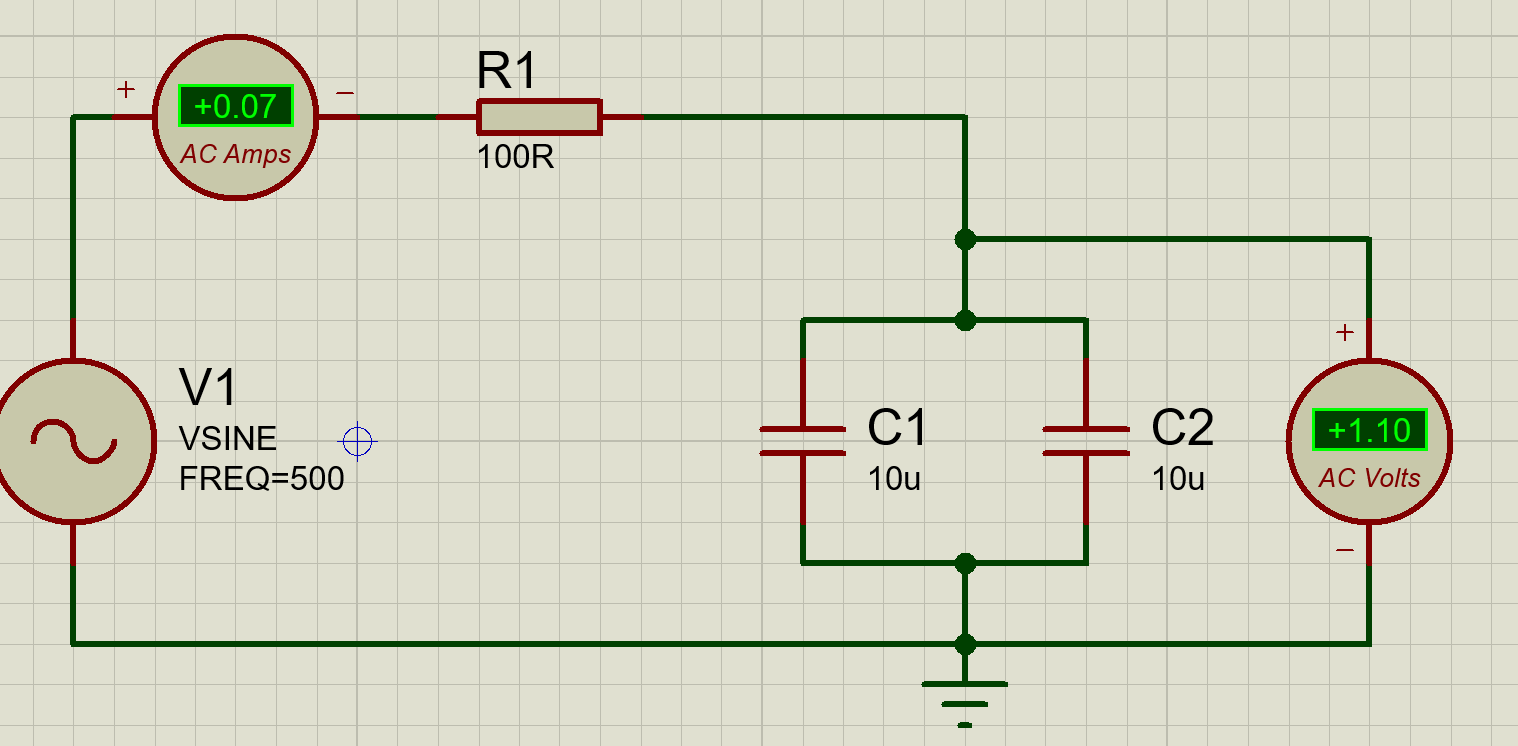 R1
+ +0.07 −
AC Amps
100R
V1
VSINE
FREQ=500
C1
10u
C2
10u
+
+1.10
AC Volts
−